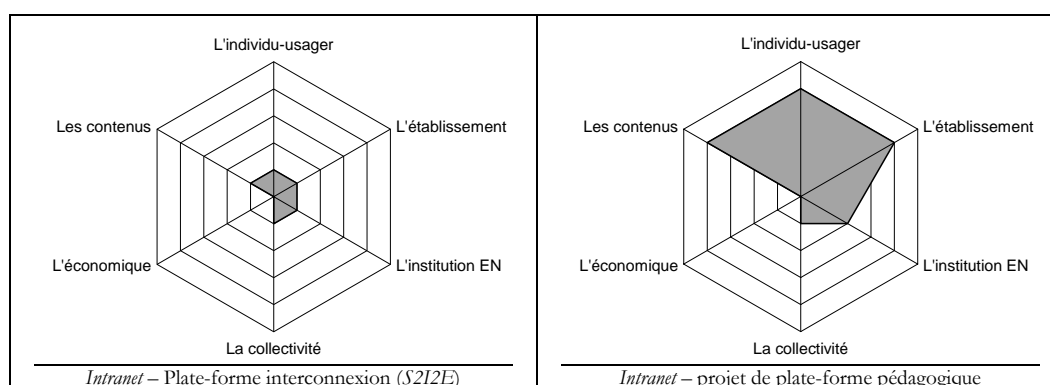 L'individu-usager
Les contenus
L'établissement
L'économique
L'institution EN
La collectivité
Intranet – Plate-forme interconnexion (S2I2E)
L'individu-usager
Les contenus
L'établissement
L'économique
L'institution EN
La collectivité
Intranet – projet de plate-forme pédagogique